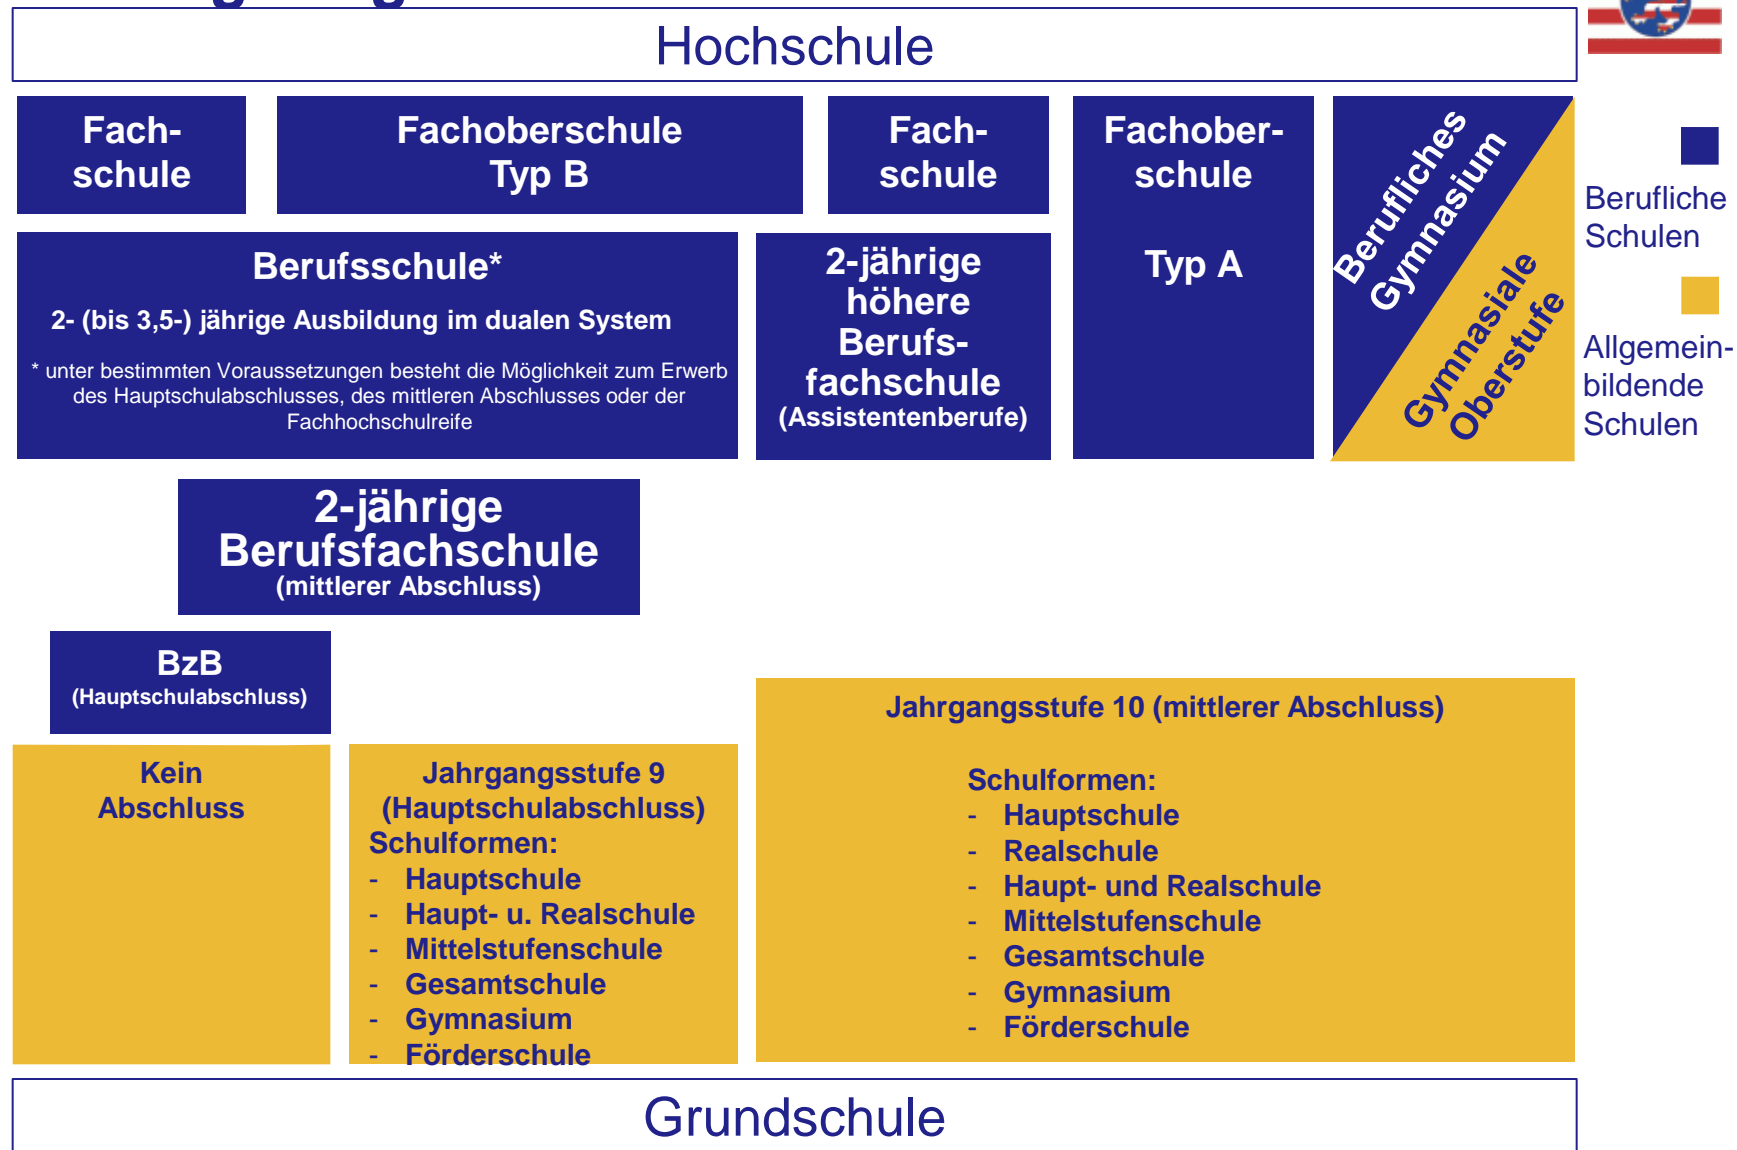 Hochschule
Fach-
schule
Fachoberschule
Typ B
Fach-
schule
Fachober-
schule
Typ A
Berufliches
Gymnasium
Gymnasiale
Oberstufe
Berufliche
Schulen
Allgemein-
bildende
Schulen
Berufsschule*
2- (bis 3,5-) jährige Ausbildung im dualen System
* unter bestimmten Voraussetzungen besteht die Möglichkeit zum Erwerb
des Hauptschulabschlusses, des mittleren Abschlusses oder der
Fachhochschulreife
2-jährige
höhere
Berufs-
fachschule
(Assistentenberufe)
2-jährige
Berufsfachschule
(mittlerer Abschluss)
BzB
(Hauptschulabschluss)
Kein
Abschluss
Jahrgangsstufe 9
(Hauptschulabschluss)
Schulformen:
- Hauptschule
- Haupt- u. Realschule
- Mittelstufenschule
- Gesamtschule
- Gymnasium
- Förderschule
Jahrgangsstufe 10 (mittlerer Abschluss)
Schulformen:
- Hauptschule
- Realschule
- Haupt- und Realschule
- Mittelstufenschule
- Gesamtschule
- Gymnasium
- Förderschule
Grundschule